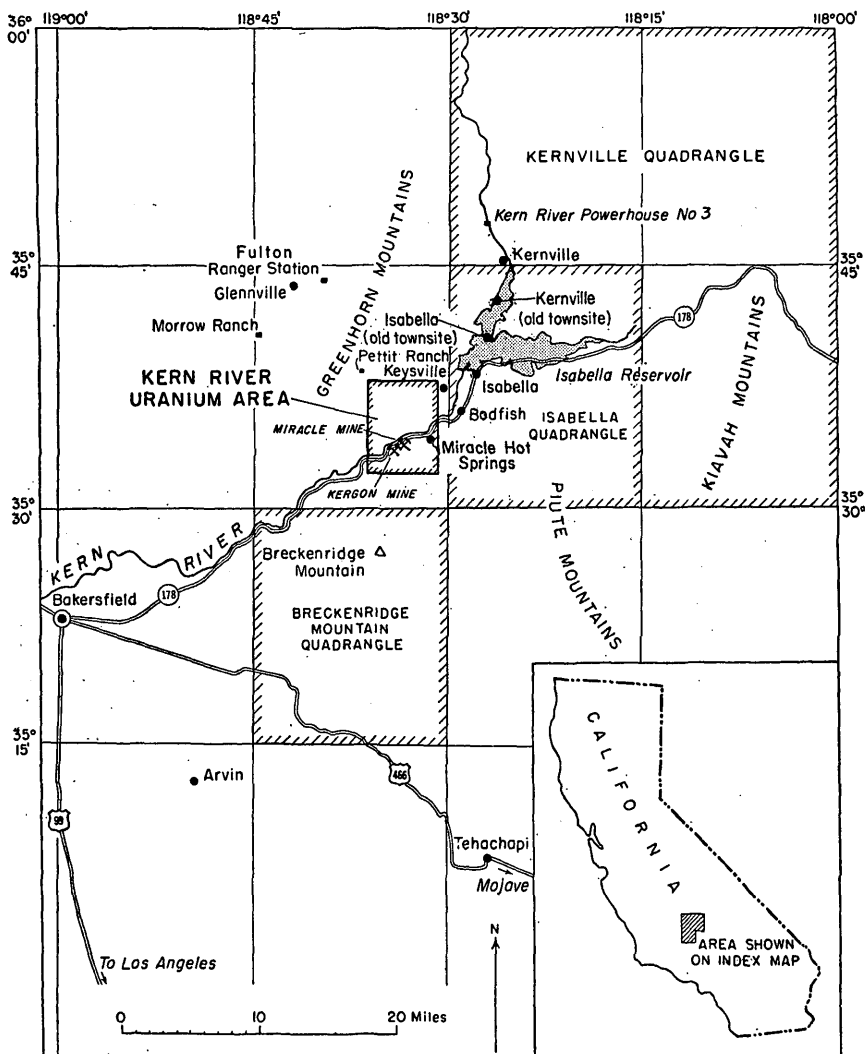 119°00'
118°45'
118°30'
118°15'
118°00'
36°
00'
KERNVILLE QUADRANGLE
GREENHORN MOUNTAINS
Kern River Powerhouse No 3
35°
45'
Fulton
Ranger Station
Glennville
Kernville
35°
45'
Kernville
(old townsite)
178
Morrow Ranch
Isabella
(old townsite)
Pettit Ranch
Keysville
Isabella
Isabella Reservoir
KERN RIVER
URANIUM AREA
Bodfish
ISABELLA
QUADRANGLE
KIAVAH MOUNTAINS
MIRACLE MINE
Miracle Hot
Springs
KERGON MINE
35°
30'
35°
30'
PIUTE MOUNTAINS
KERN RIVER
Breckenridge
Mountain
178
Bakersfield
BRECKENRIDGE
MOUNTAIN
QUADRANGLE
35°
15'
Arvin
466
99
Tehachapi
Mojave
CALIFORNIA
AREA SHOWN
ON INDEX MAP
N
To Los Angeles
0 10 20 Miles